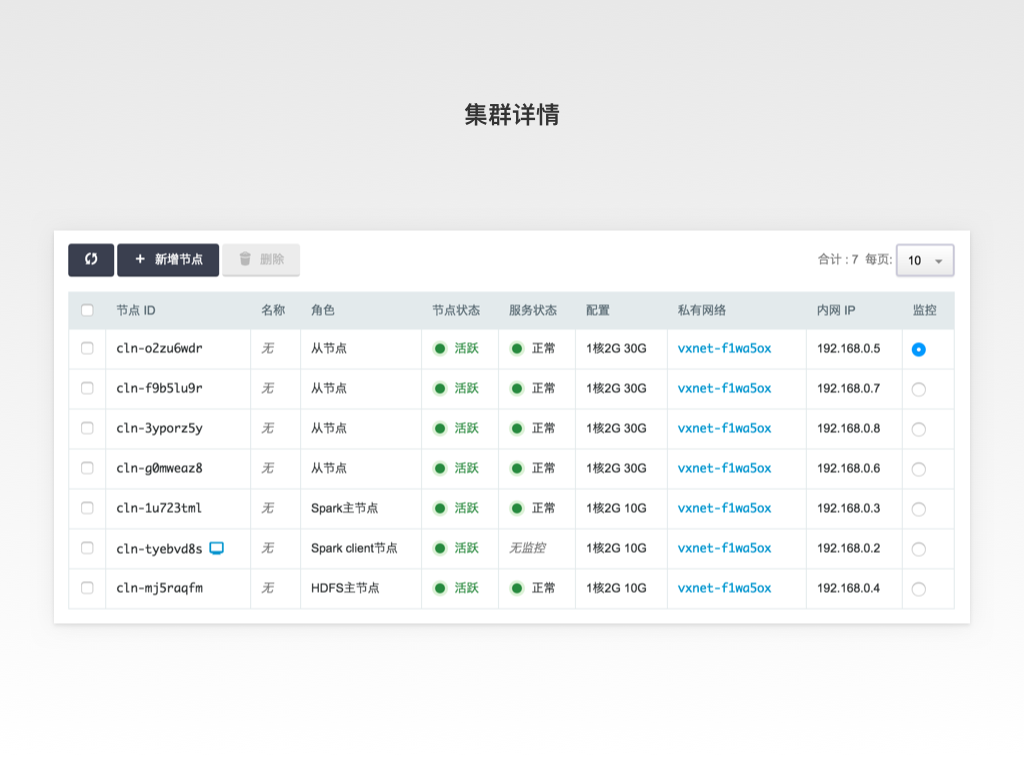 集群详情
新增节点 删除 合计 : 7 每页: 10
节点 ID 名称 角色 节点状态 服务状态 配置 私有网络 内网 IP 监控
cln-o2zu6wdr 无 从节点 活跃 正常 1核2G 30G vxnet-f1wa5ox 192.168.0.5
cln-f9b5lu9r 无 从节点 活跃 正常 1核2G 30G vxnet-f1wa5ox 192.168.0.7
cln-3yporz5y 无 从节点 活跃 正常 1核2G 30G vxnet-f1wa5ox 192.168.0.8
cln-g0mweaz8 无 从节点 活跃 正常 1核2G 30G vxnet-f1wa5ox 192.168.0.6
cln-1u723tml 无 Spark主节点 活跃 正常 1核2G 10G vxnet-f1wa5ox 192.168.0.3
cln-tyebvd8s 无 Spark client节点 活跃 无监控 1核2G 10G vxnet-f1wa5ox 192.168.0.2
cln-mj5raqfm 无 HDFS主节点 活跃 正常 1核2G 10G vxnet-f1wa5ox 192.168.0.4